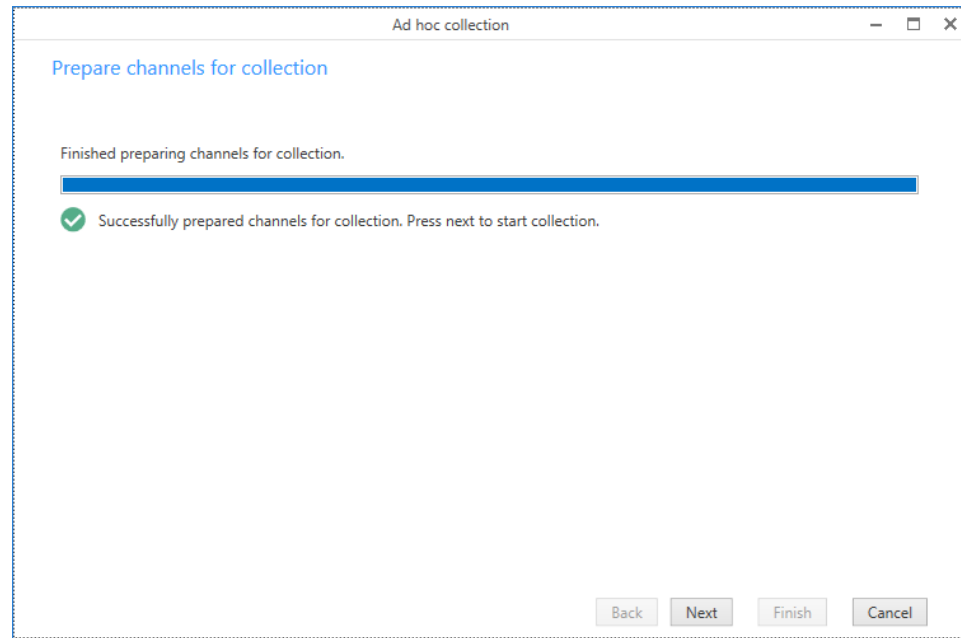 Ad hoc collection
Prepare channels for collection
Finished preparing channels for collection.
Successfully prepared channels for collection. Press next to start collection.
Back Next Finish Cancel